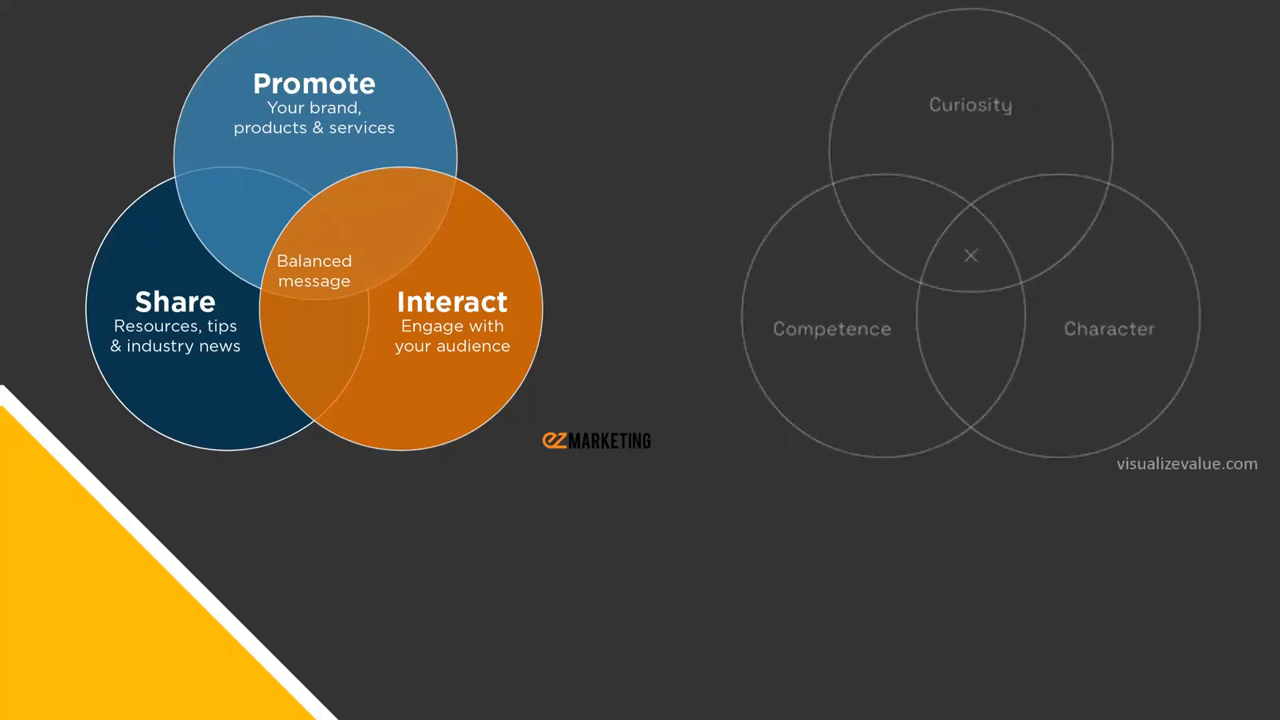 Promote
Your brand,
products & services
Balanced
message
Share
Resources, tips
& industry news
Interact
Engage with
your audience
ez MARKETING
Curiosity
×
Competence
Character
visualizevalue.com